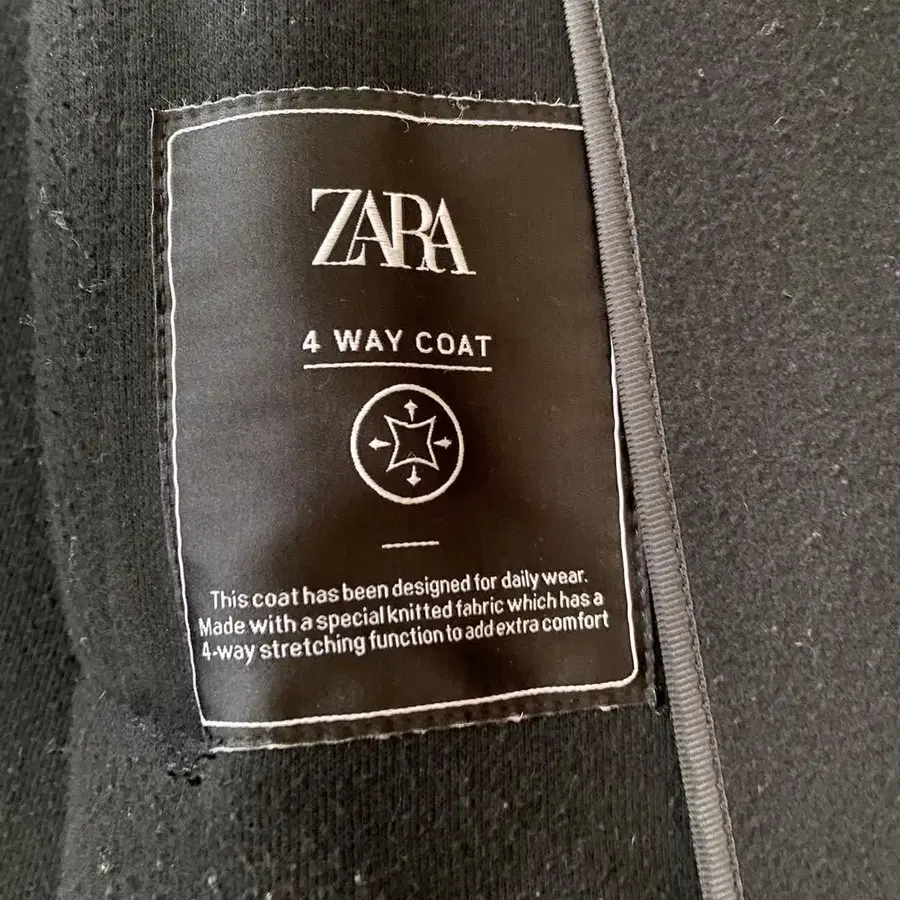 ZARA
4 WAY COAT
This coat has been designed for daily wear.
Made with a special knitted fabric which has a
4-way stretching function to add extra comfort